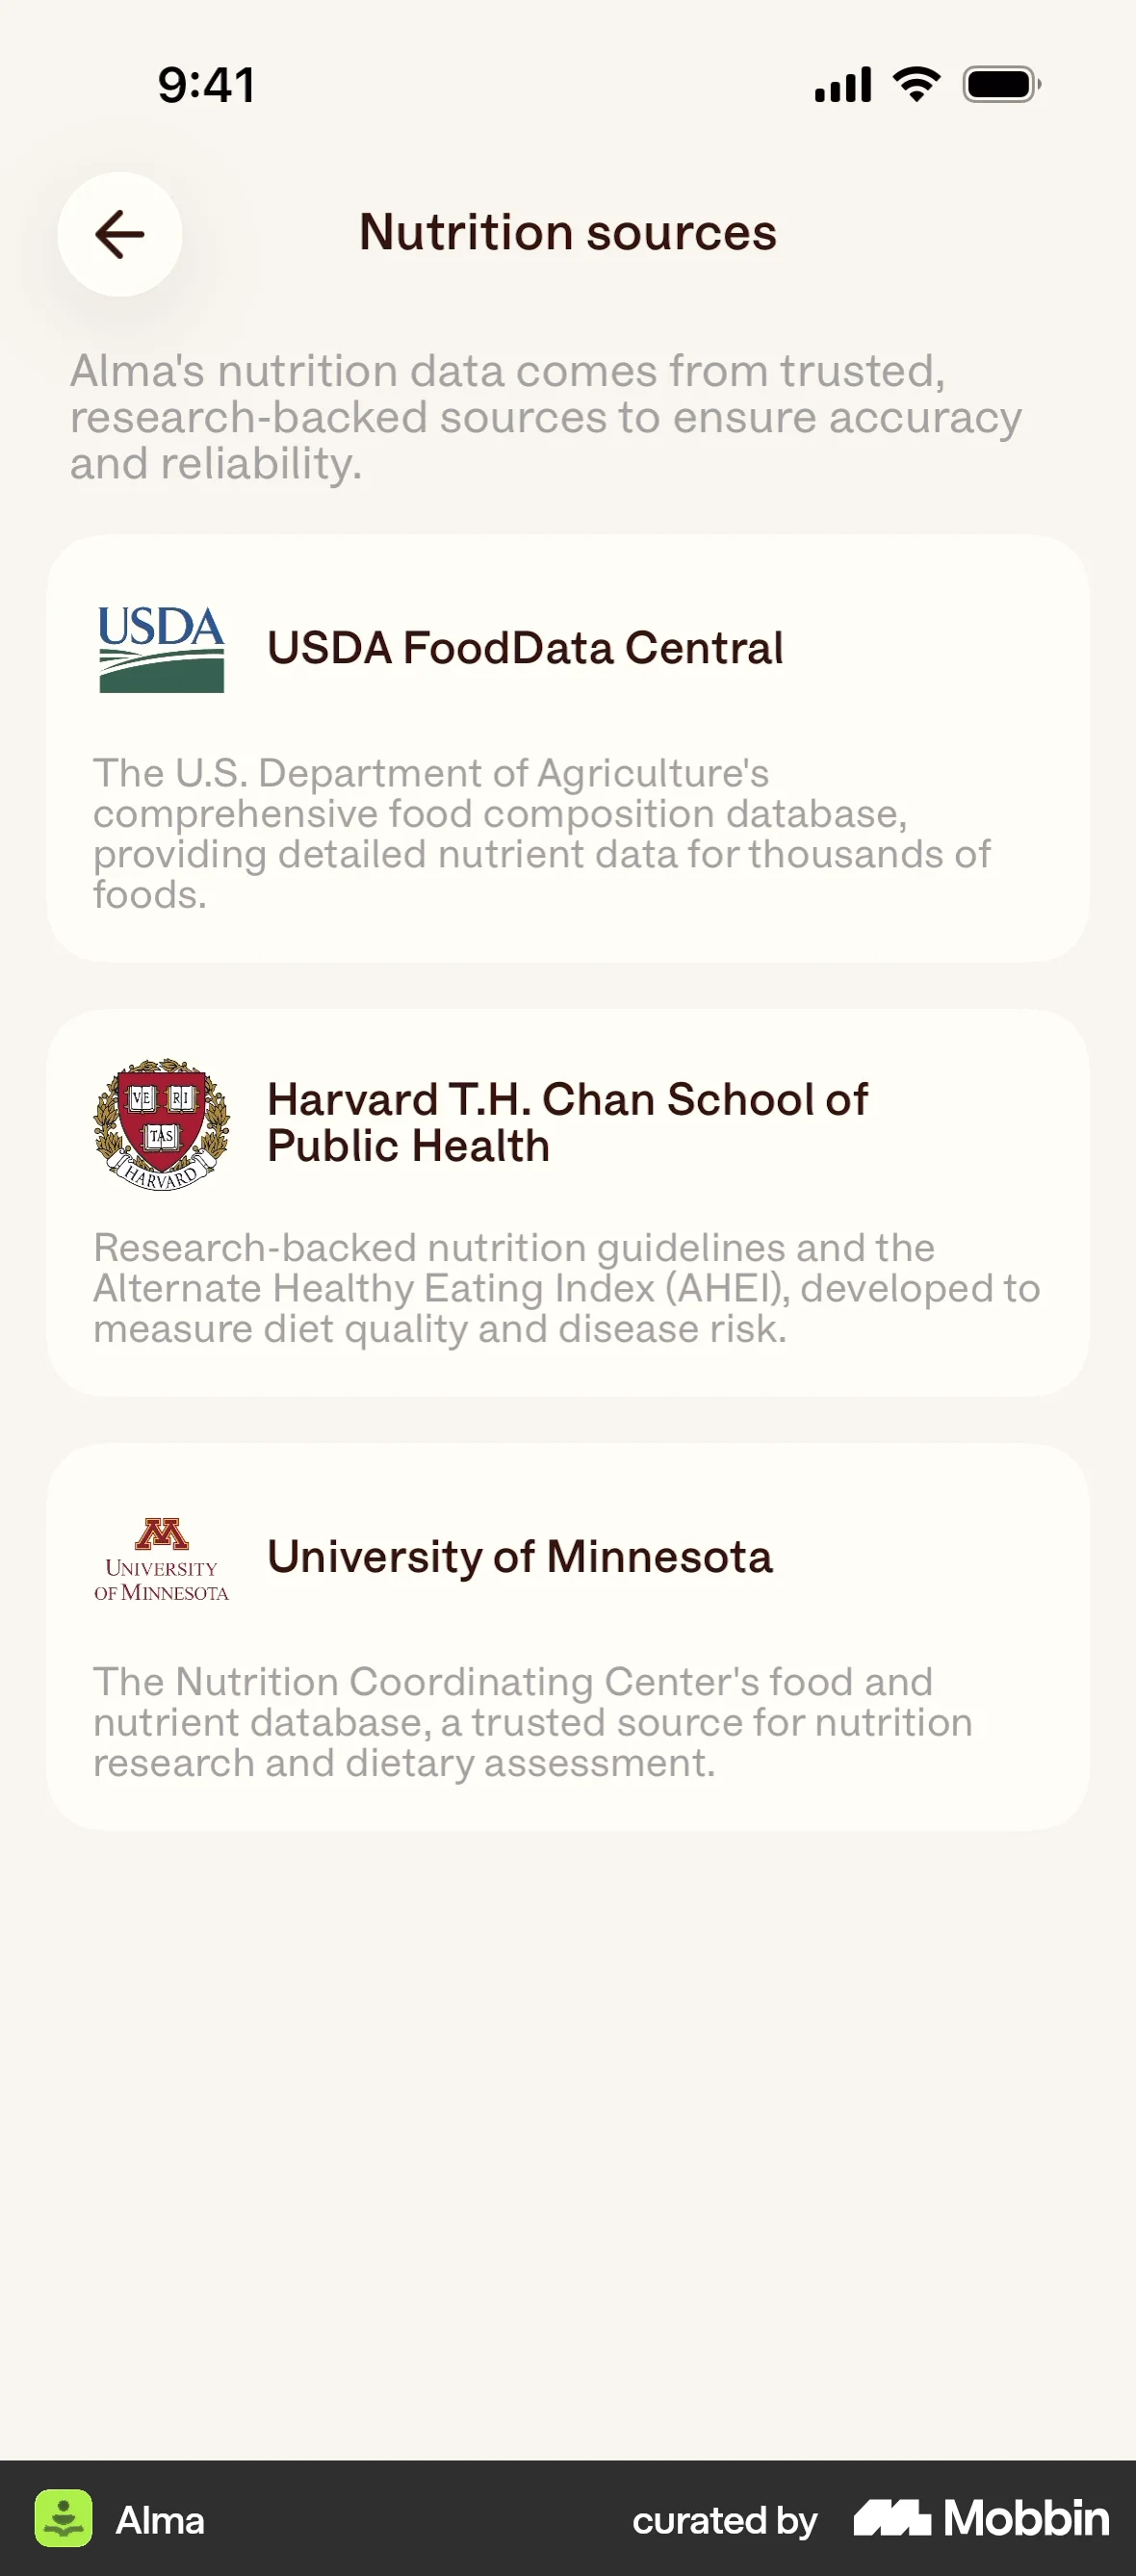 9:41
Nutrition sources
Alma's nutrition data comes from trusted,
research-backed sources to ensure accuracy
and reliability.
USDA
USDA FoodData Central
The U.S. Department of Agriculture's
comprehensive food composition database,
providing detailed nutrient data for thousands of
foods.
VE RI
TAS
HARVARD
Harvard T.H. Chan School of
Public Health
Research-backed nutrition guidelines and the
Alternate Healthy Eating Index (AHEI), developed to
measure diet quality and disease risk.
M
UNIVERSITY
OF MINNESOTA
University of Minnesota
The Nutrition Coordinating Center's food and
nutrient database, a trusted source for nutrition
research and dietary assessment.
Alma
curated by Mobbin